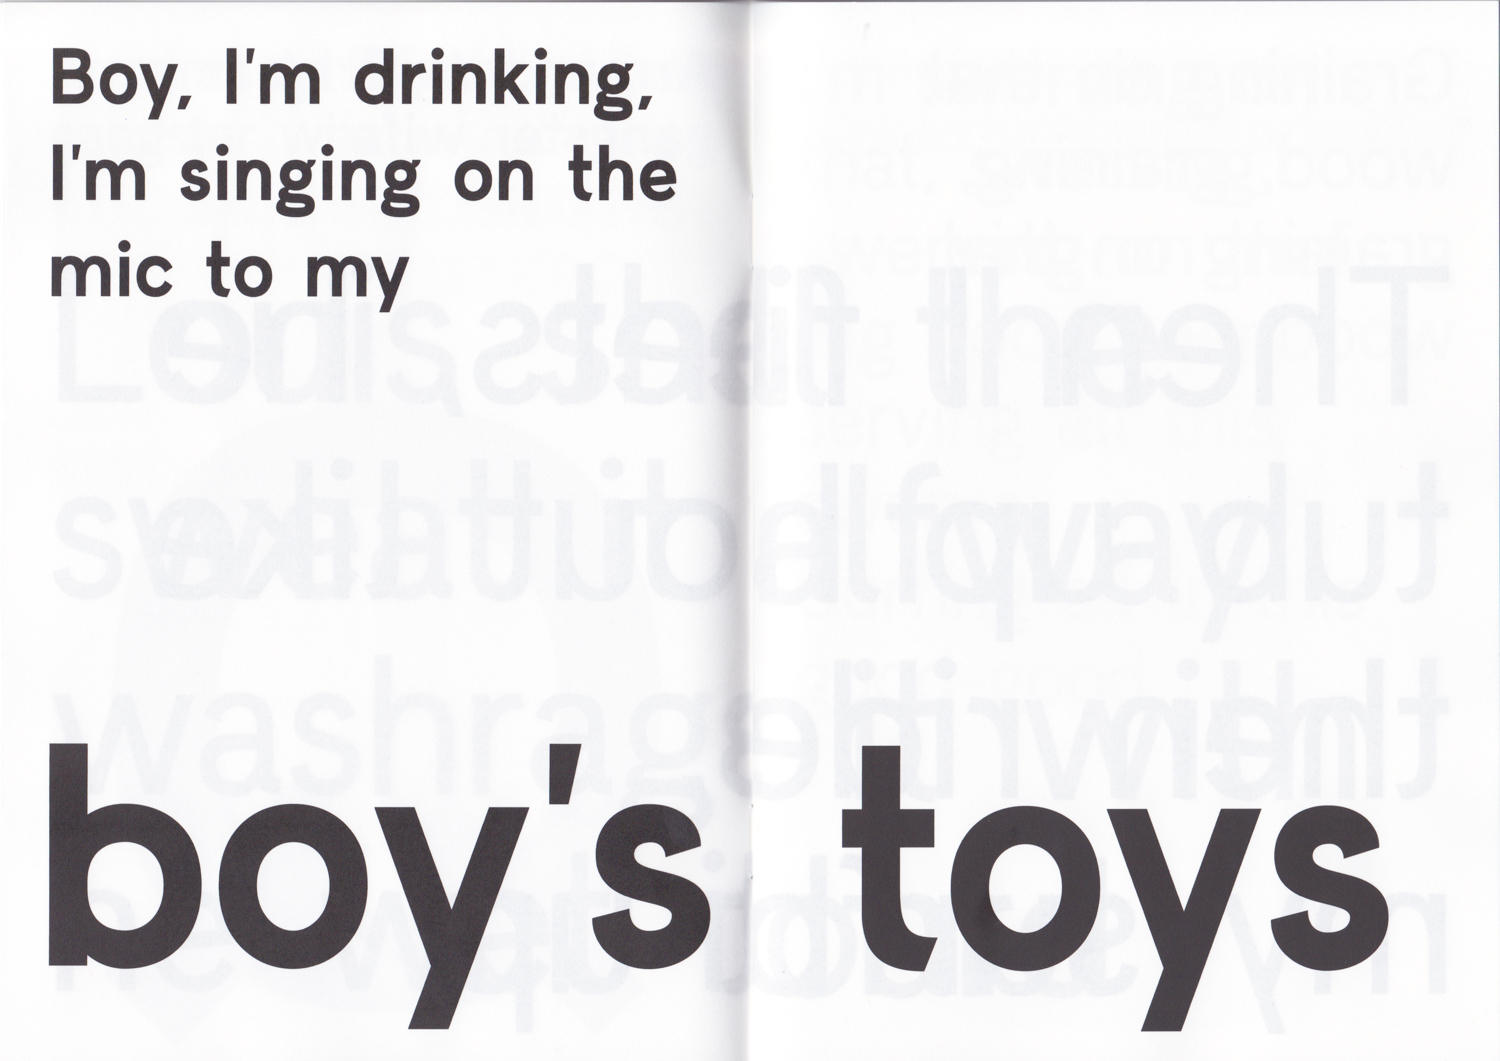 Boy, I'm drinking,
I'm singing on the
mic to my
boy's toys